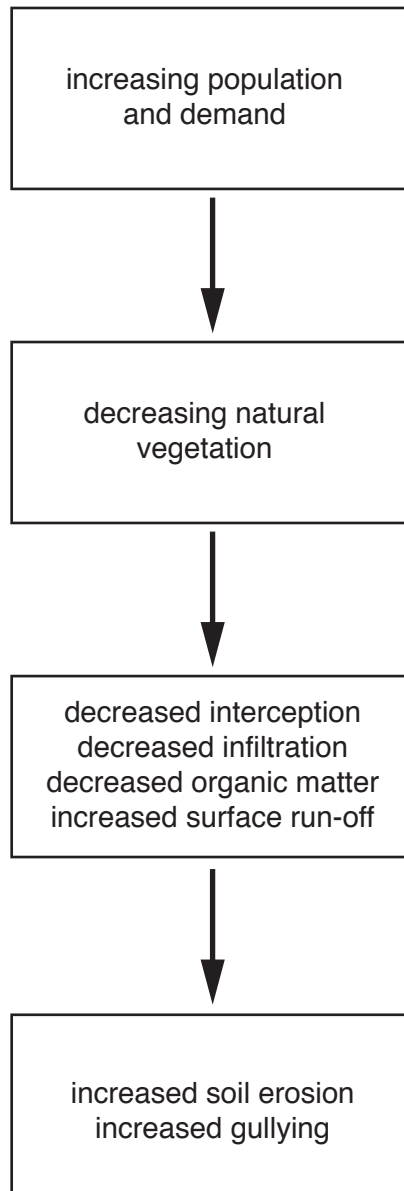 increasing population
and demand
decreasing natural
vegetation
decreased interception
decreased infiltration
decreased organic matter
increased surface run-off
increased soil erosion
increased gullying